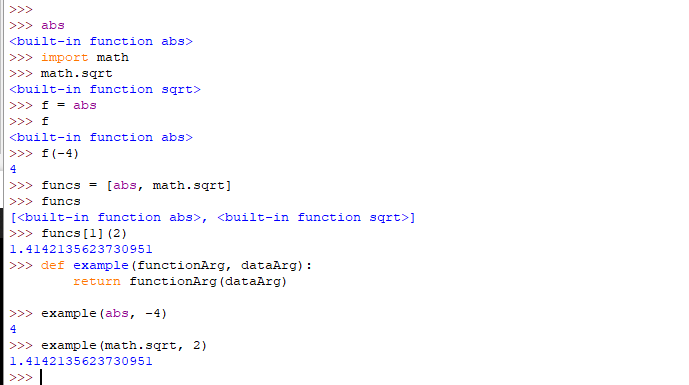 >>>
>>> abs
<built-in function abs>
>>> import math
>>> math.sqrt
<built-in function sqrt>
>>> f = abs
>>> f
<built-in function abs>
>>> f(-4)
4
>>> funcs = [abs, math.sqrt]
>>> funcs
[<built-in function abs>, <built-in function sqrt>]
>>> funcs[1](2)
1.4142135623730951
>>> def example(functionArg, dataArg):
        return functionArg(dataArg)

>>> example(abs, -4)
4
>>> example(math.sqrt, 2)
1.4142135623730951
>>>